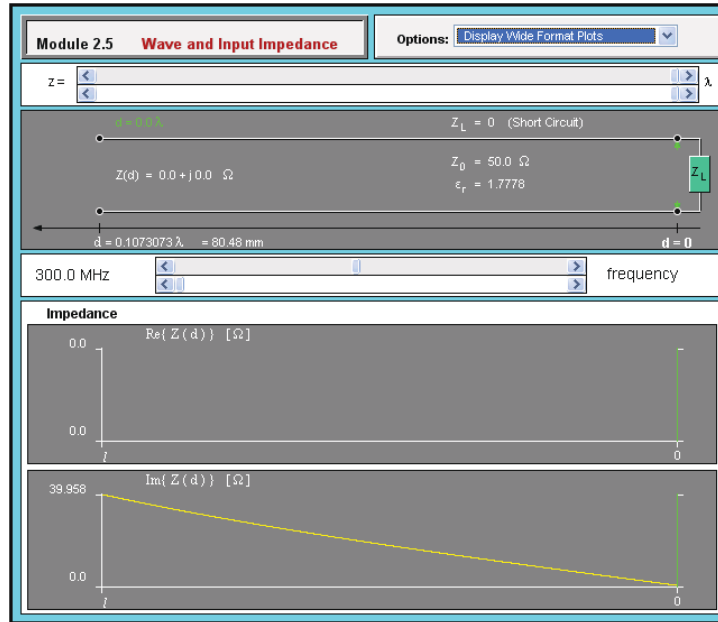 Module 2.5 Wave and Input Impedance
Options: Display Wide Format Plots
z = λ
d = 0.0 λ
Z_L = 0 (Short Circuit)
Z(d) = 0.0 + j 0.0 Ω
Z_0 = 50.0 Ω
ε_r = 1.7778
Z_L
d = 0.1073073 λ = 80.48 mm
d = 0
300.0 MHz frequency
Impedance
Re{ Z(d) } [Ω]
0.0
0.0
l 0
Im{ Z(d) } [Ω]
39.958
0.0
l 0